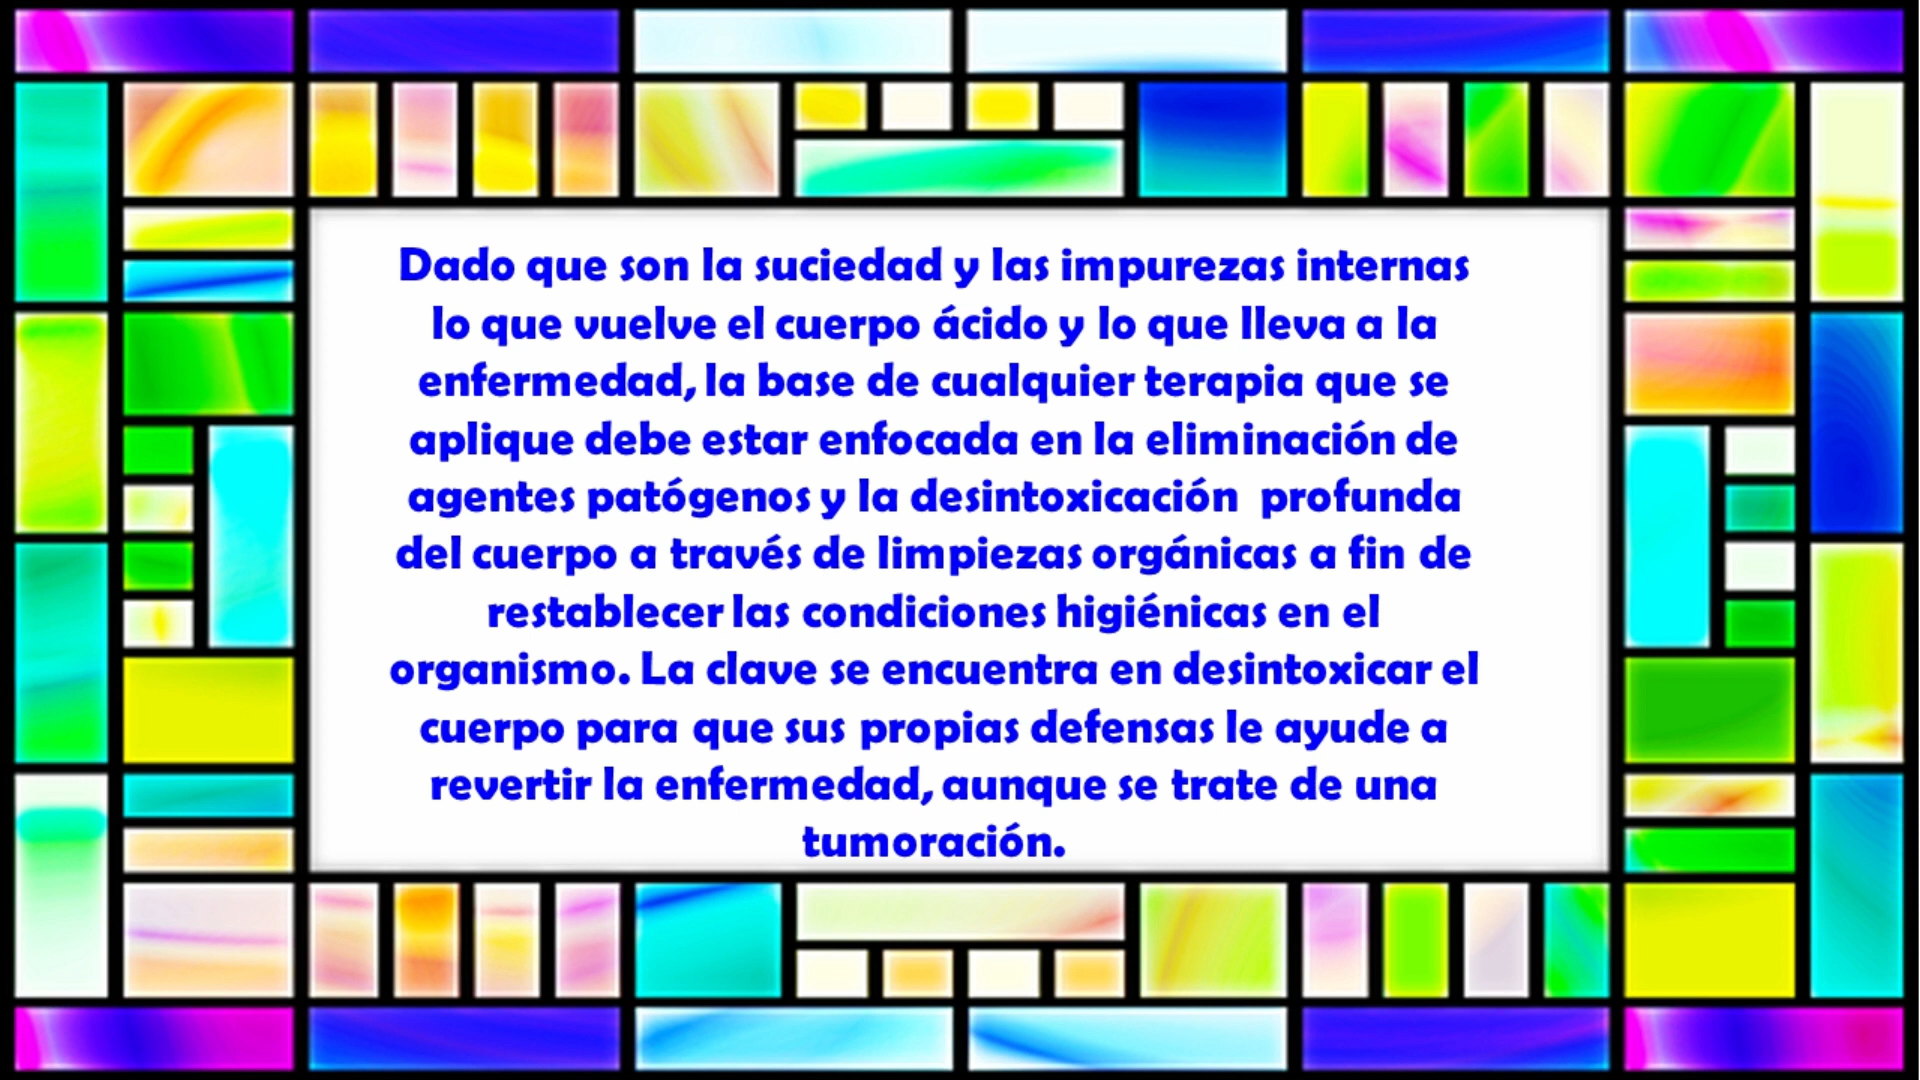 Dado que son la suciedad y las impurezas internas
lo que vuelve el cuerpo ácido y lo que lleva a la
enfermedad, la base de cualquier terapia que se
aplique debe estar enfocada en la eliminación de
agentes patógenos y la desintoxicación  profunda
del cuerpo a través de limpiezas orgánicas a fin de
restablecer las condiciones higiénicas en el
organismo. La clave se encuentra en desintoxicar el
cuerpo para que sus propias defensas le ayude a
revertir la enfermedad, aunque se trate de una
tumoración.